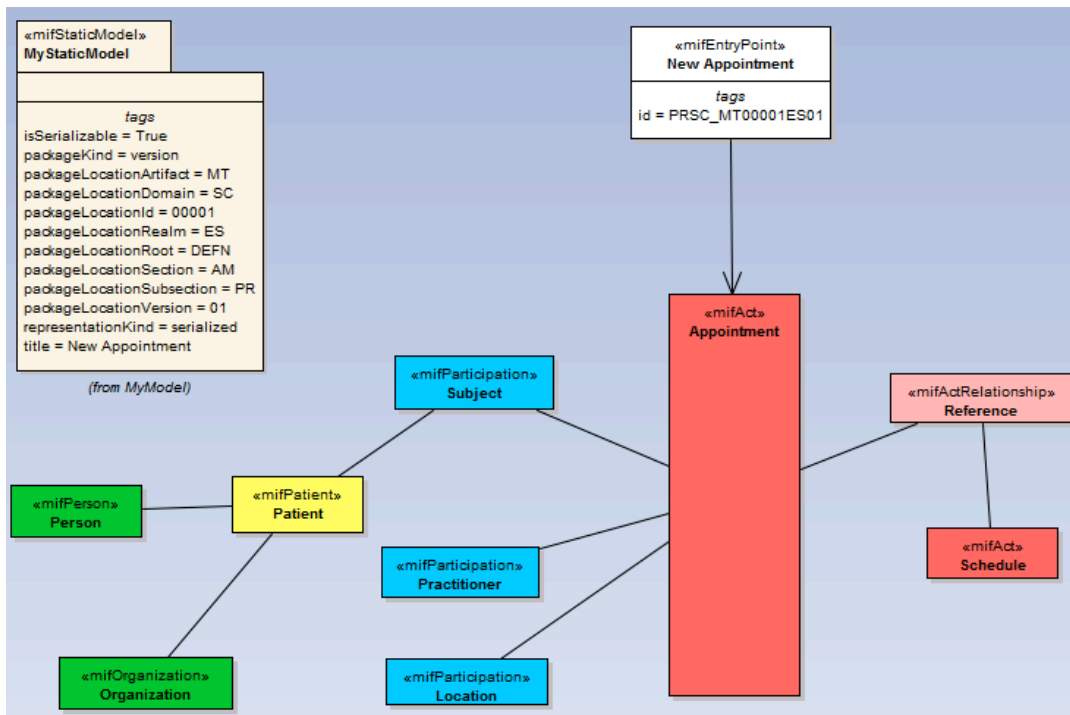 «mifStaticModel»
MyStaticModel
tags
isSerializable = True
packageKind = version
packageLocationArtifact = MT
packageLocationDomain = SC
packageLocationId = 00001
packageLocationRealm = ES
packageLocationRoot = DEFN
packageLocationSection = AM
packageLocationSubsection = PR
packageLocationVersion = 01
representationKind = serialized
title = New Appointment
(from MyModel)
«mifEntryPoint»
New Appointment
tags
id = PRSC_MT00001ES01
«mifAct»
Appointment
«mifParticipation»
Subject
«mifActRelationship»
Reference
«mifPerson»
Person
«mifPatient»
Patient
«mifParticipation»
Practitioner
«mifAct»
Schedule
«mifOrganization»
Organization
«mifParticipation»
Location